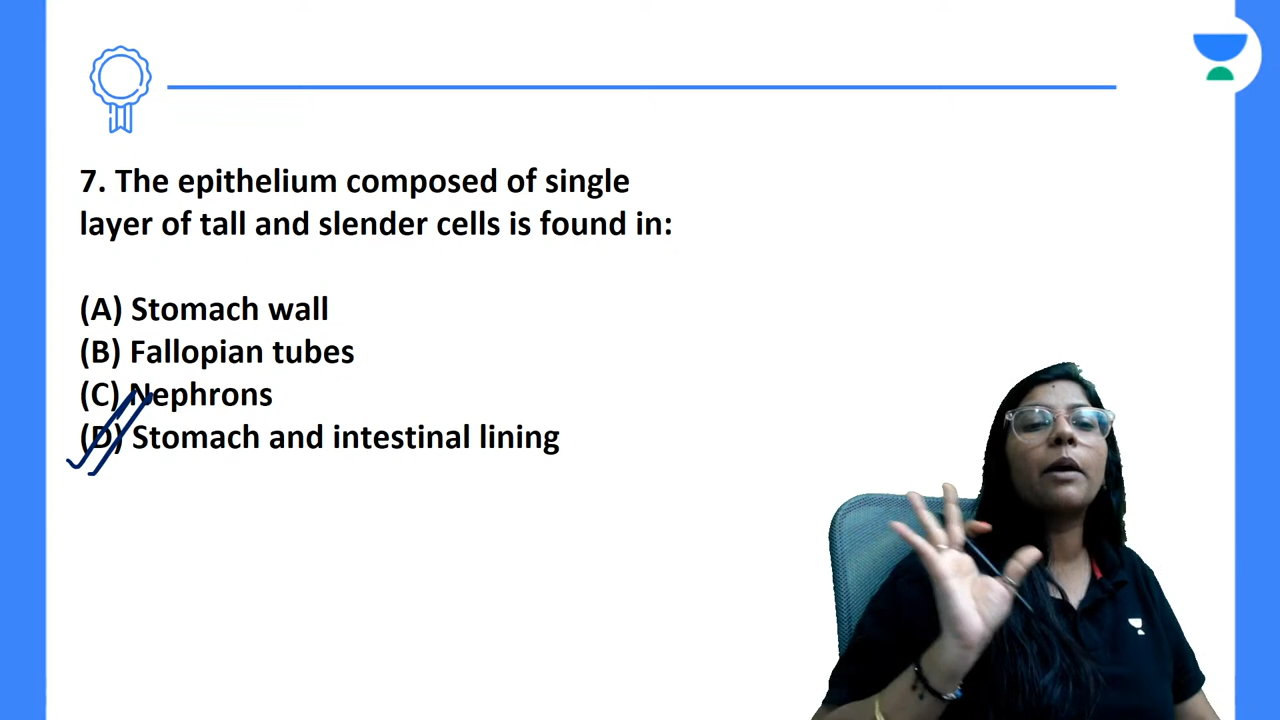 7. The epithelium composed of single
layer of tall and slender cells is found in:
(A) Stomach wall
(B) Fallopian tubes
(C) Nephrons
(D) Stomach and intestinal lining